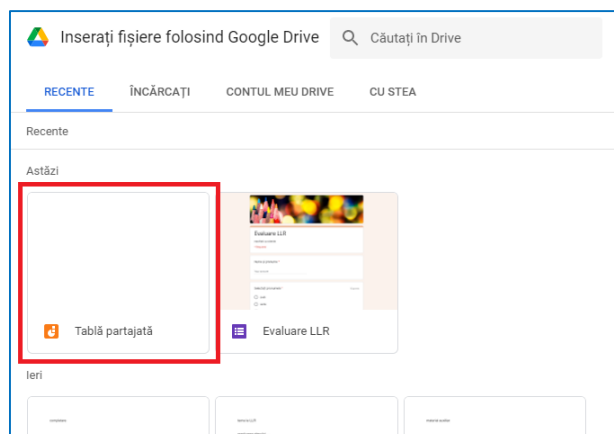 Inserați fișiere folosind Google Drive
Căutați în Drive
RECENTE ÎNCĂRCAȚI CONTUL MEU DRIVE CU STEA
Recente
Astăzi
Evaluare LLR
Tablă partajată
Evaluare LLR
Ieri